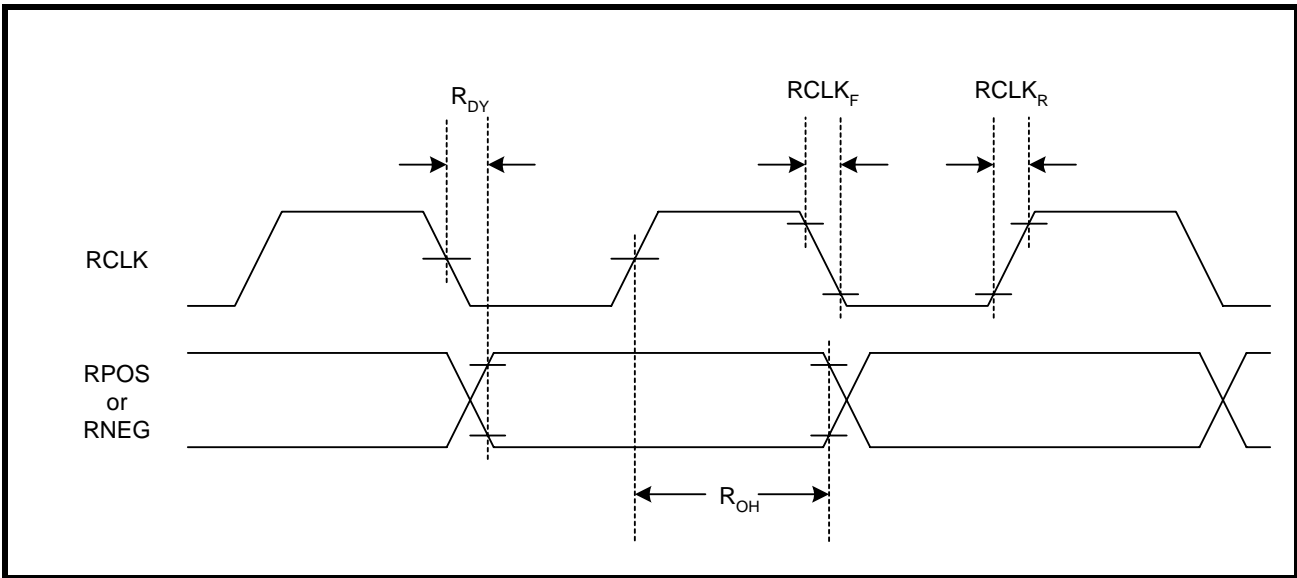 R_DY
RCLK_F
RCLK_R
RCLK
RPOS
or
RNEG
R_OH